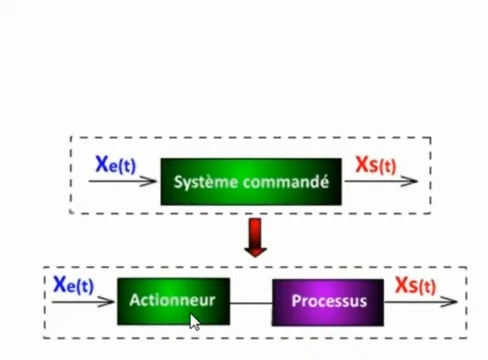 Xe(t)
Système commandé
Xs(t)
Xe(t)
Actionneur
Processus
Xs(t)